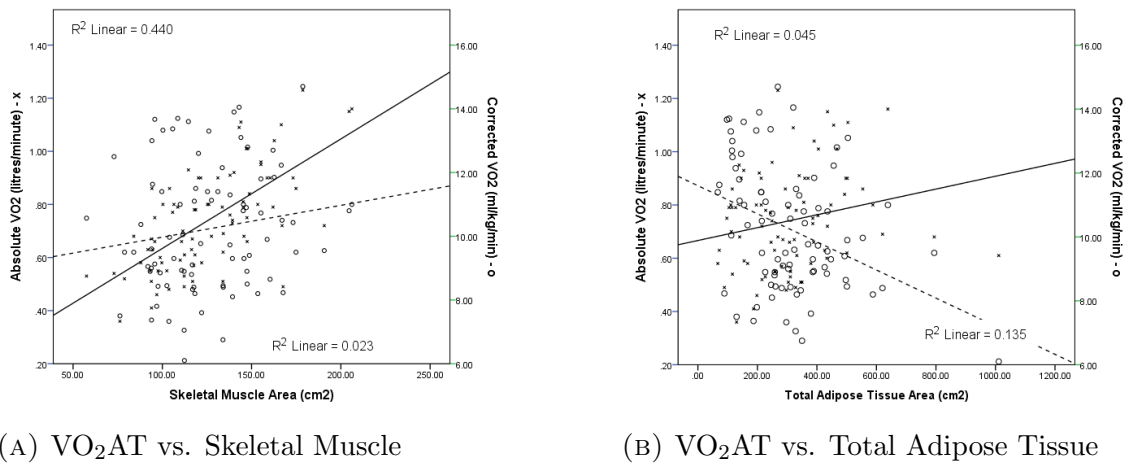 R2 Linear = 0.440
1.40
1.20
1.00
.80
.60
.40
.20
16.00
14.00
12.00
10.00
8.00
6.00
Absolute VO2 (litres/minute) - x
Corrected VO2 (ml/kg/min) - o
R2 Linear = 0.023
50.00 100.00 150.00 200.00 250.00
Skeletal Muscle Area (cm2)
(A) VO2AT vs. Skeletal Muscle
R2 Linear = 0.045
1.40
1.20
1.00
.80
.60
.40
.20
16.00
14.00
12.00
10.00
8.00
6.00
Absolute VO2 (litres/minute) - x
Corrected VO2 (ml/kg/min) - o
R2 Linear = 0.135
.00 200.00 400.00 600.00 800.00 1000.00 1200.00
Total Adipose Tissue Area (cm2)
(B) VO2AT vs. Total Adipose Tissue